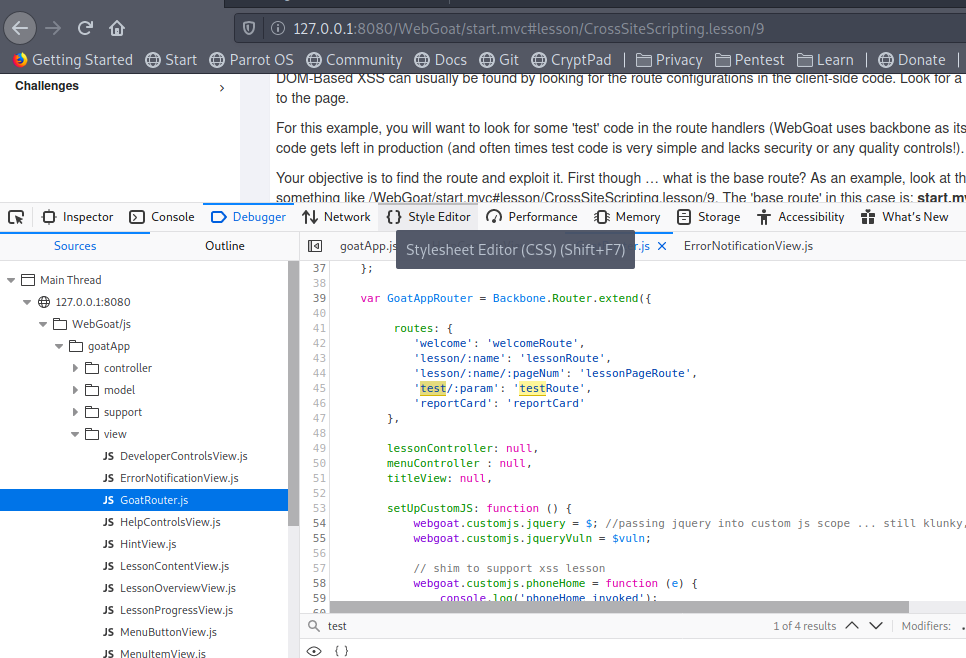 127.0.0.1:8080/WebGoat/start.mvc#lesson/CrossSiteScripting.lesson/9
Getting Started Start Parrot OS Community Docs Git CryptPad Privacy Pentest Learn Donate
Challenges
DOM-Based XSS can usually be found by looking for the route configurations in the client-side code. Look for a
to the page.
For this example, you will want to look for some 'test' code in the route handlers (WebGoat uses backbone as its
code gets left in production (and often times test code is very simple and lacks security or any quality controls!).
Your objective is to find the route and exploit it. First though … what is the base route? As an example, look at th
something like /WebGoat/start.mvc#lesson/CrossSiteScripting.lesson/9. The 'base route' in this case is: start.m
Inspector Console Debugger Network Style Editor Performance Memory Storage Accessibility What's New
Sources Outline goatApp.js r.js ErrorNotificationView.js
Stylesheet Editor (CSS) (Shift+F7)
Main Thread
127.0.0.1:8080
WebGoat/js
goatApp
controller
model
support
view
JS DeveloperControlsView.js
JS ErrorNotificationView.js
JS GoatRouter.js
JS HelpControlsView.js
JS HintView.js
JS LessonContentView.js
JS LessonOverviewView.js
JS LessonProgressView.js
JS MenuButtonView.js
JS MenuItemView.js
37 };
38
39 var GoatAppRouter = Backbone.Router.extend({
40
41 routes: {
42 'welcome': 'welcomeRoute',
43 'lesson/:name': 'lessonRoute',
44 'lesson/:name/:pageNum': 'lessonPageRoute',
45 'test/:param': 'testRoute',
46 'reportCard': 'reportCard'
47 },
48
49 lessonController: null,
50 menuController : null,
51 titleView: null,
52
53 setUpCustomJS: function () {
54 webgoat.customjs.jquery = $; //passing jquery into custom js scope ... still klunky,
55 webgoat.customjs.jqueryVuln = $vuln;
56
57 // shim to support xss lesson
58 webgoat.customjs.phoneHome = function (e) {
59 console.log('phoneHome invoked');
60
test 1 of 4 results Modifiers: .
{ }